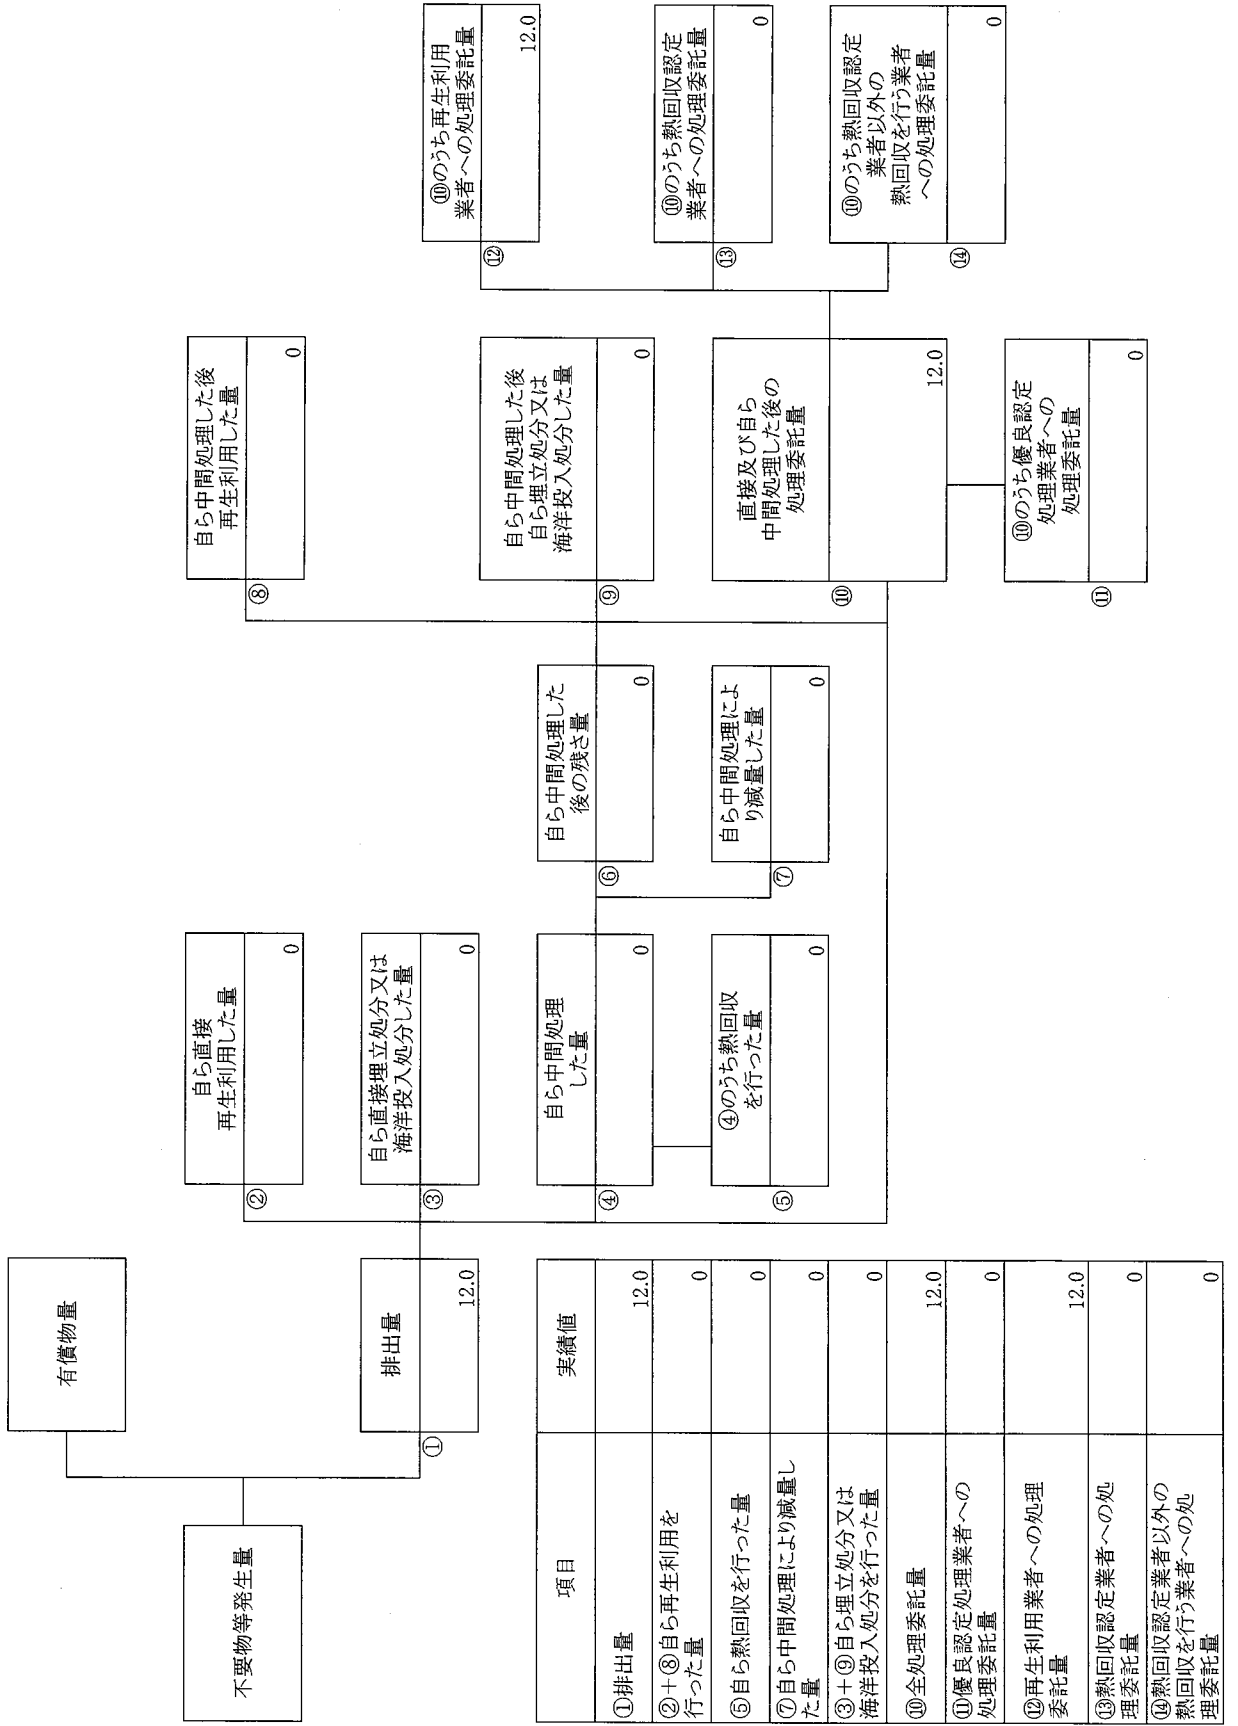 不要物等発生量
有償物量
①
排出量
12.0
②
自ら直接
再生利用した量
0
③
自ら直接埋立処分又は
海洋投入処分した量
0
④
自ら中間処理
した量
0
⑤
④のうち熱回収
を行った量
0
⑥
自ら中間処理した
後の残さ量
0
⑦
自ら中間処理によ
り減量した量
0
⑧
自ら中間処理した後
再生利用した量
0
⑨
自ら中間処理した後
自ら埋立処分又は
海洋投入処分した量
0
⑩
直接及び自ら
中間処理した後の
処理委託量
12.0
⑪
⑩のうち優良認定
処理業者への
処理委託量
0
⑫
⑩のうち再生利用
業者への処理委託量
12.0
⑬
⑩のうち熱回収認定
業者への処理委託量
0
⑭
⑩のうち熱回収認定
業者以外の
熱回収を行う業者
への処理委託量
0
項目 実績値
①排出量 12.0
②+⑧自ら再生利用を
行った量 0
⑤自ら熱回収を行った量 0
⑦自ら中間処理により減量し
た量 0
③+⑨自ら埋立処分又は
海洋投入処分を行った量 0
⑩全処理委託量 12.0
⑪優良認定処理業者への
処理委託量 0
⑫再生利用業者への処理
委託量 12.0
⑬熱回収認定業者への処
理委託量 0
⑭熱回収認定業者以外の
熱回収を行う業者への処
理委託量 0